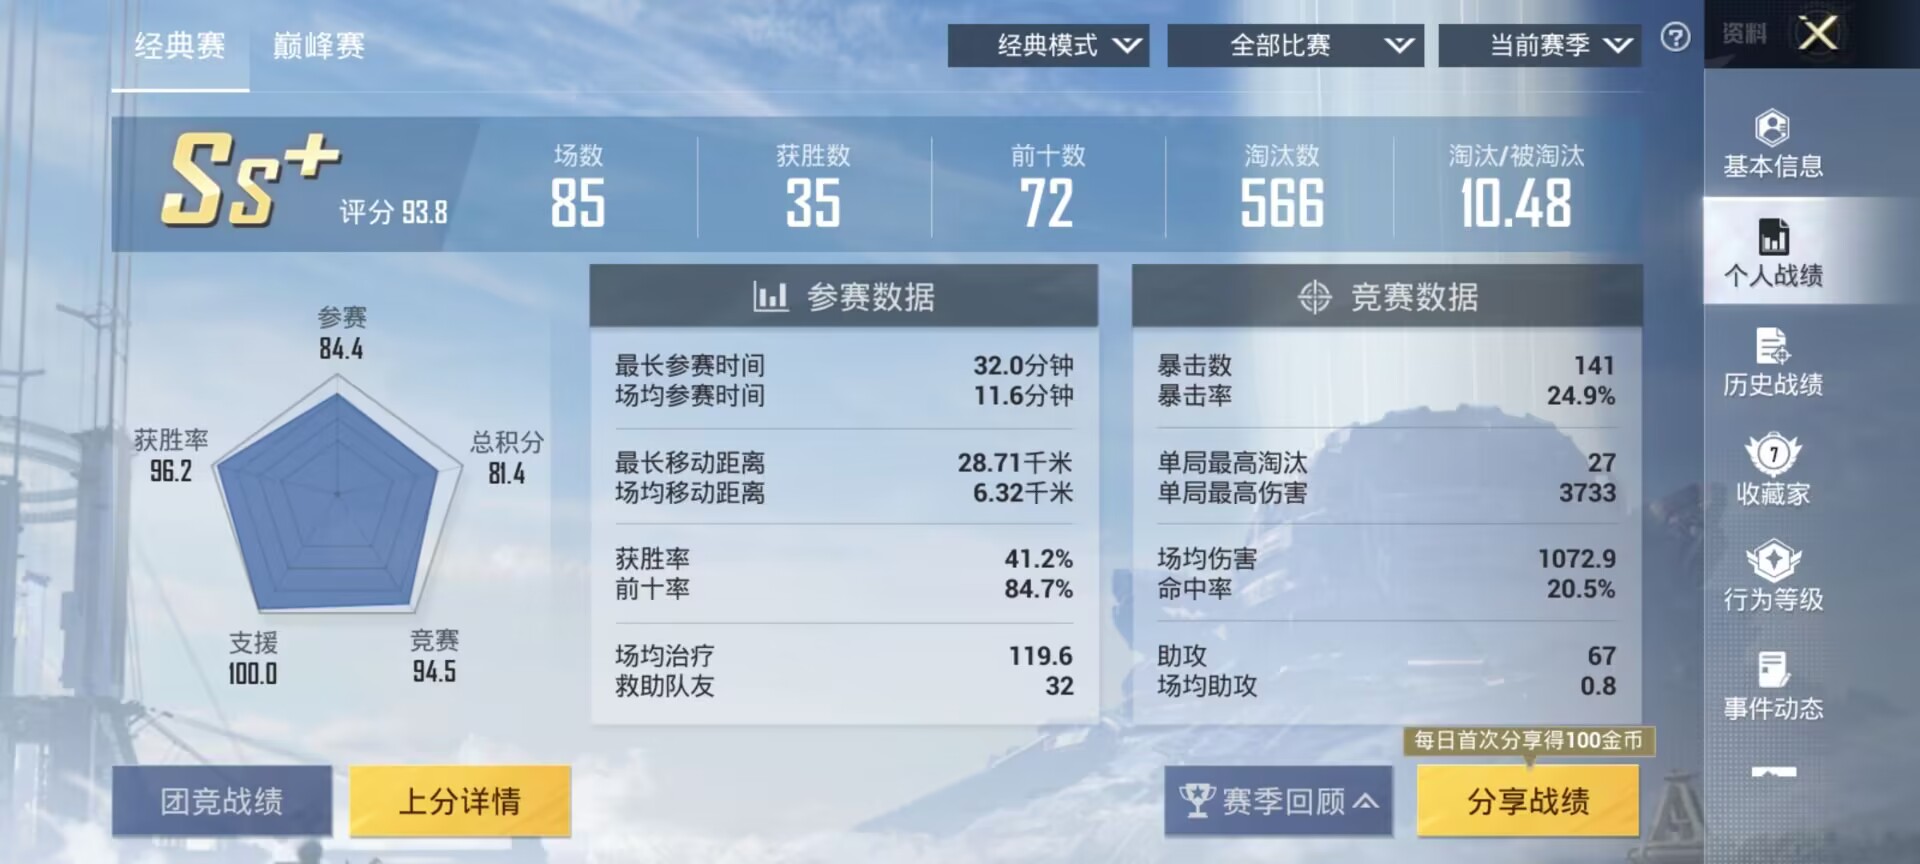 经典赛
巅峰赛
经典模式
全部比赛
当前赛季
?
资料
Ss+
评分 93.8
场数
85
获胜数
35
前十数
72
淘汰数
566
淘汰/被淘汰
10.48
参赛
84.4
获胜率
96.2
总积分
81.4
支援
100.0
竞赛
94.5
参赛数据
最长参赛时间 32.0分钟
场均参赛时间 11.6分钟
最长移动距离 28.71千米
场均移动距离 6.32千米
获胜率 41.2%
前十率 84.7%
场均治疗 119.6
救助队友 32
竞赛数据
暴击数 141
暴击率 24.9%
单局最高淘汰 27
单局最高伤害 3733
场均伤害 1072.9
命中率 20.5%
助攻 67
场均助攻 0.8
每日首次分享得100金币
团竞战绩
上分详情
赛季回顾
分享战绩
基本信息
个人战绩
历史战绩
7
收藏家
行为等级
事件动态